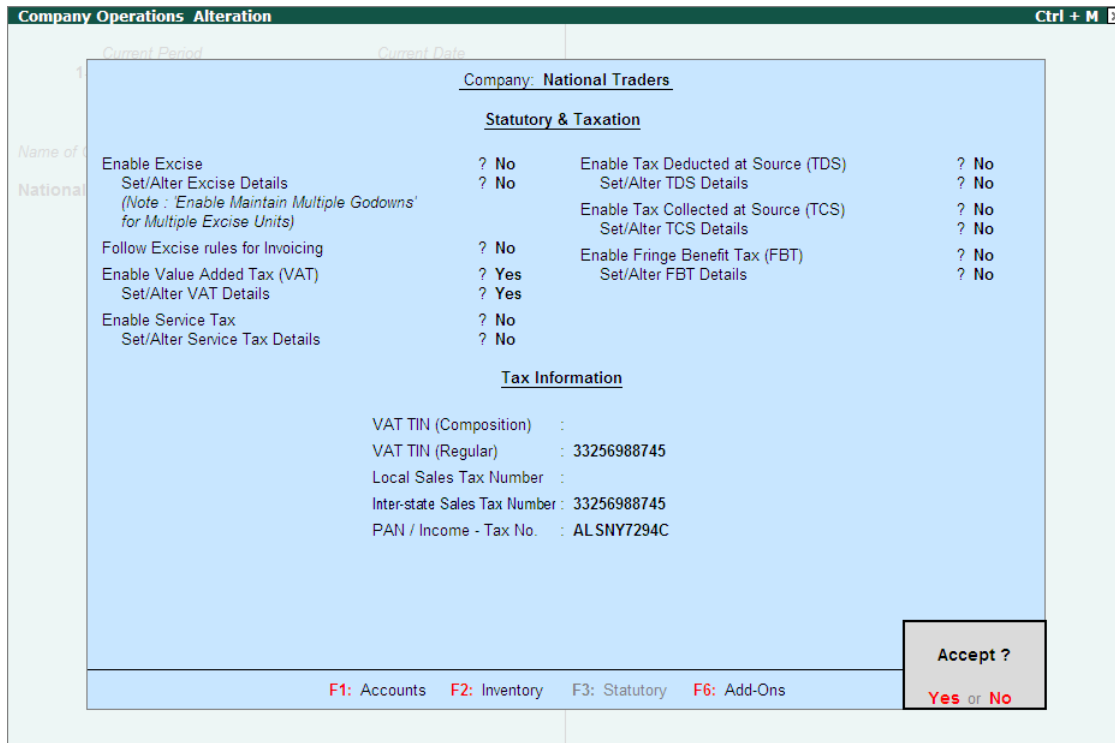 Company Operations Alteration Ctrl + M
Current Period Current Date
1
Name of
National
Company: National Traders
Statutory & Taxation
Enable Excise ? No
Set/Alter Excise Details ? No
(Note : 'Enable Maintain Multiple Godowns'
for Multiple Excise Units)
Follow Excise rules for Invoicing ? No
Enable Value Added Tax (VAT) ? Yes
Set/Alter VAT Details ? Yes
Enable Service Tax ? No
Set/Alter Service Tax Details ? No
Enable Tax Deducted at Source (TDS) ? No
Set/Alter TDS Details ? No
Enable Tax Collected at Source (TCS) ? No
Set/Alter TCS Details ? No
Enable Fringe Benefit Tax (FBT) ? No
Set/Alter FBT Details ? No
Tax Information
VAT TIN (Composition) :
VAT TIN (Regular) : 33256988745
Local Sales Tax Number :
Inter-state Sales Tax Number : 33256988745
PAN / Income - Tax No. : ALSNY7294C
F1: Accounts F2: Inventory F3: Statutory F6: Add-Ons
Accept ?
Yes or No